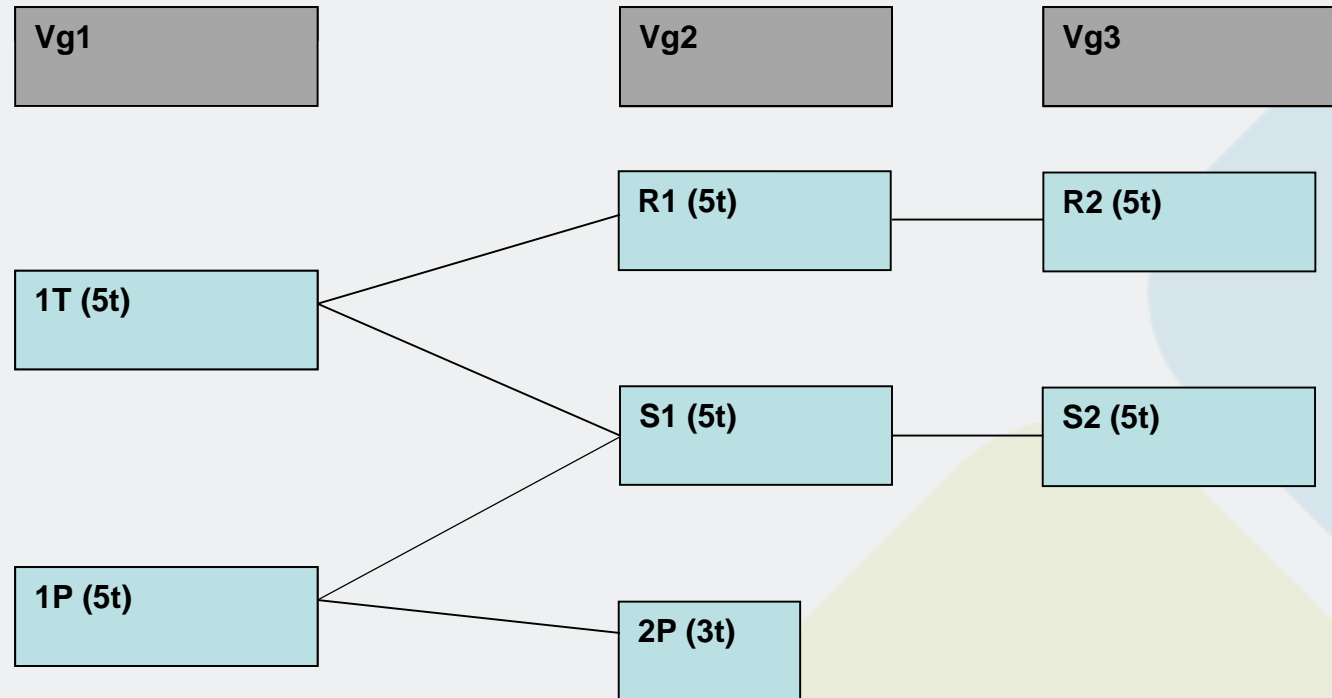 Vg1
Vg2
Vg3
R1 (5t)
R2 (5t)
1T (5t)
S1 (5t)
S2 (5t)
1P (5t)
2P (3t)